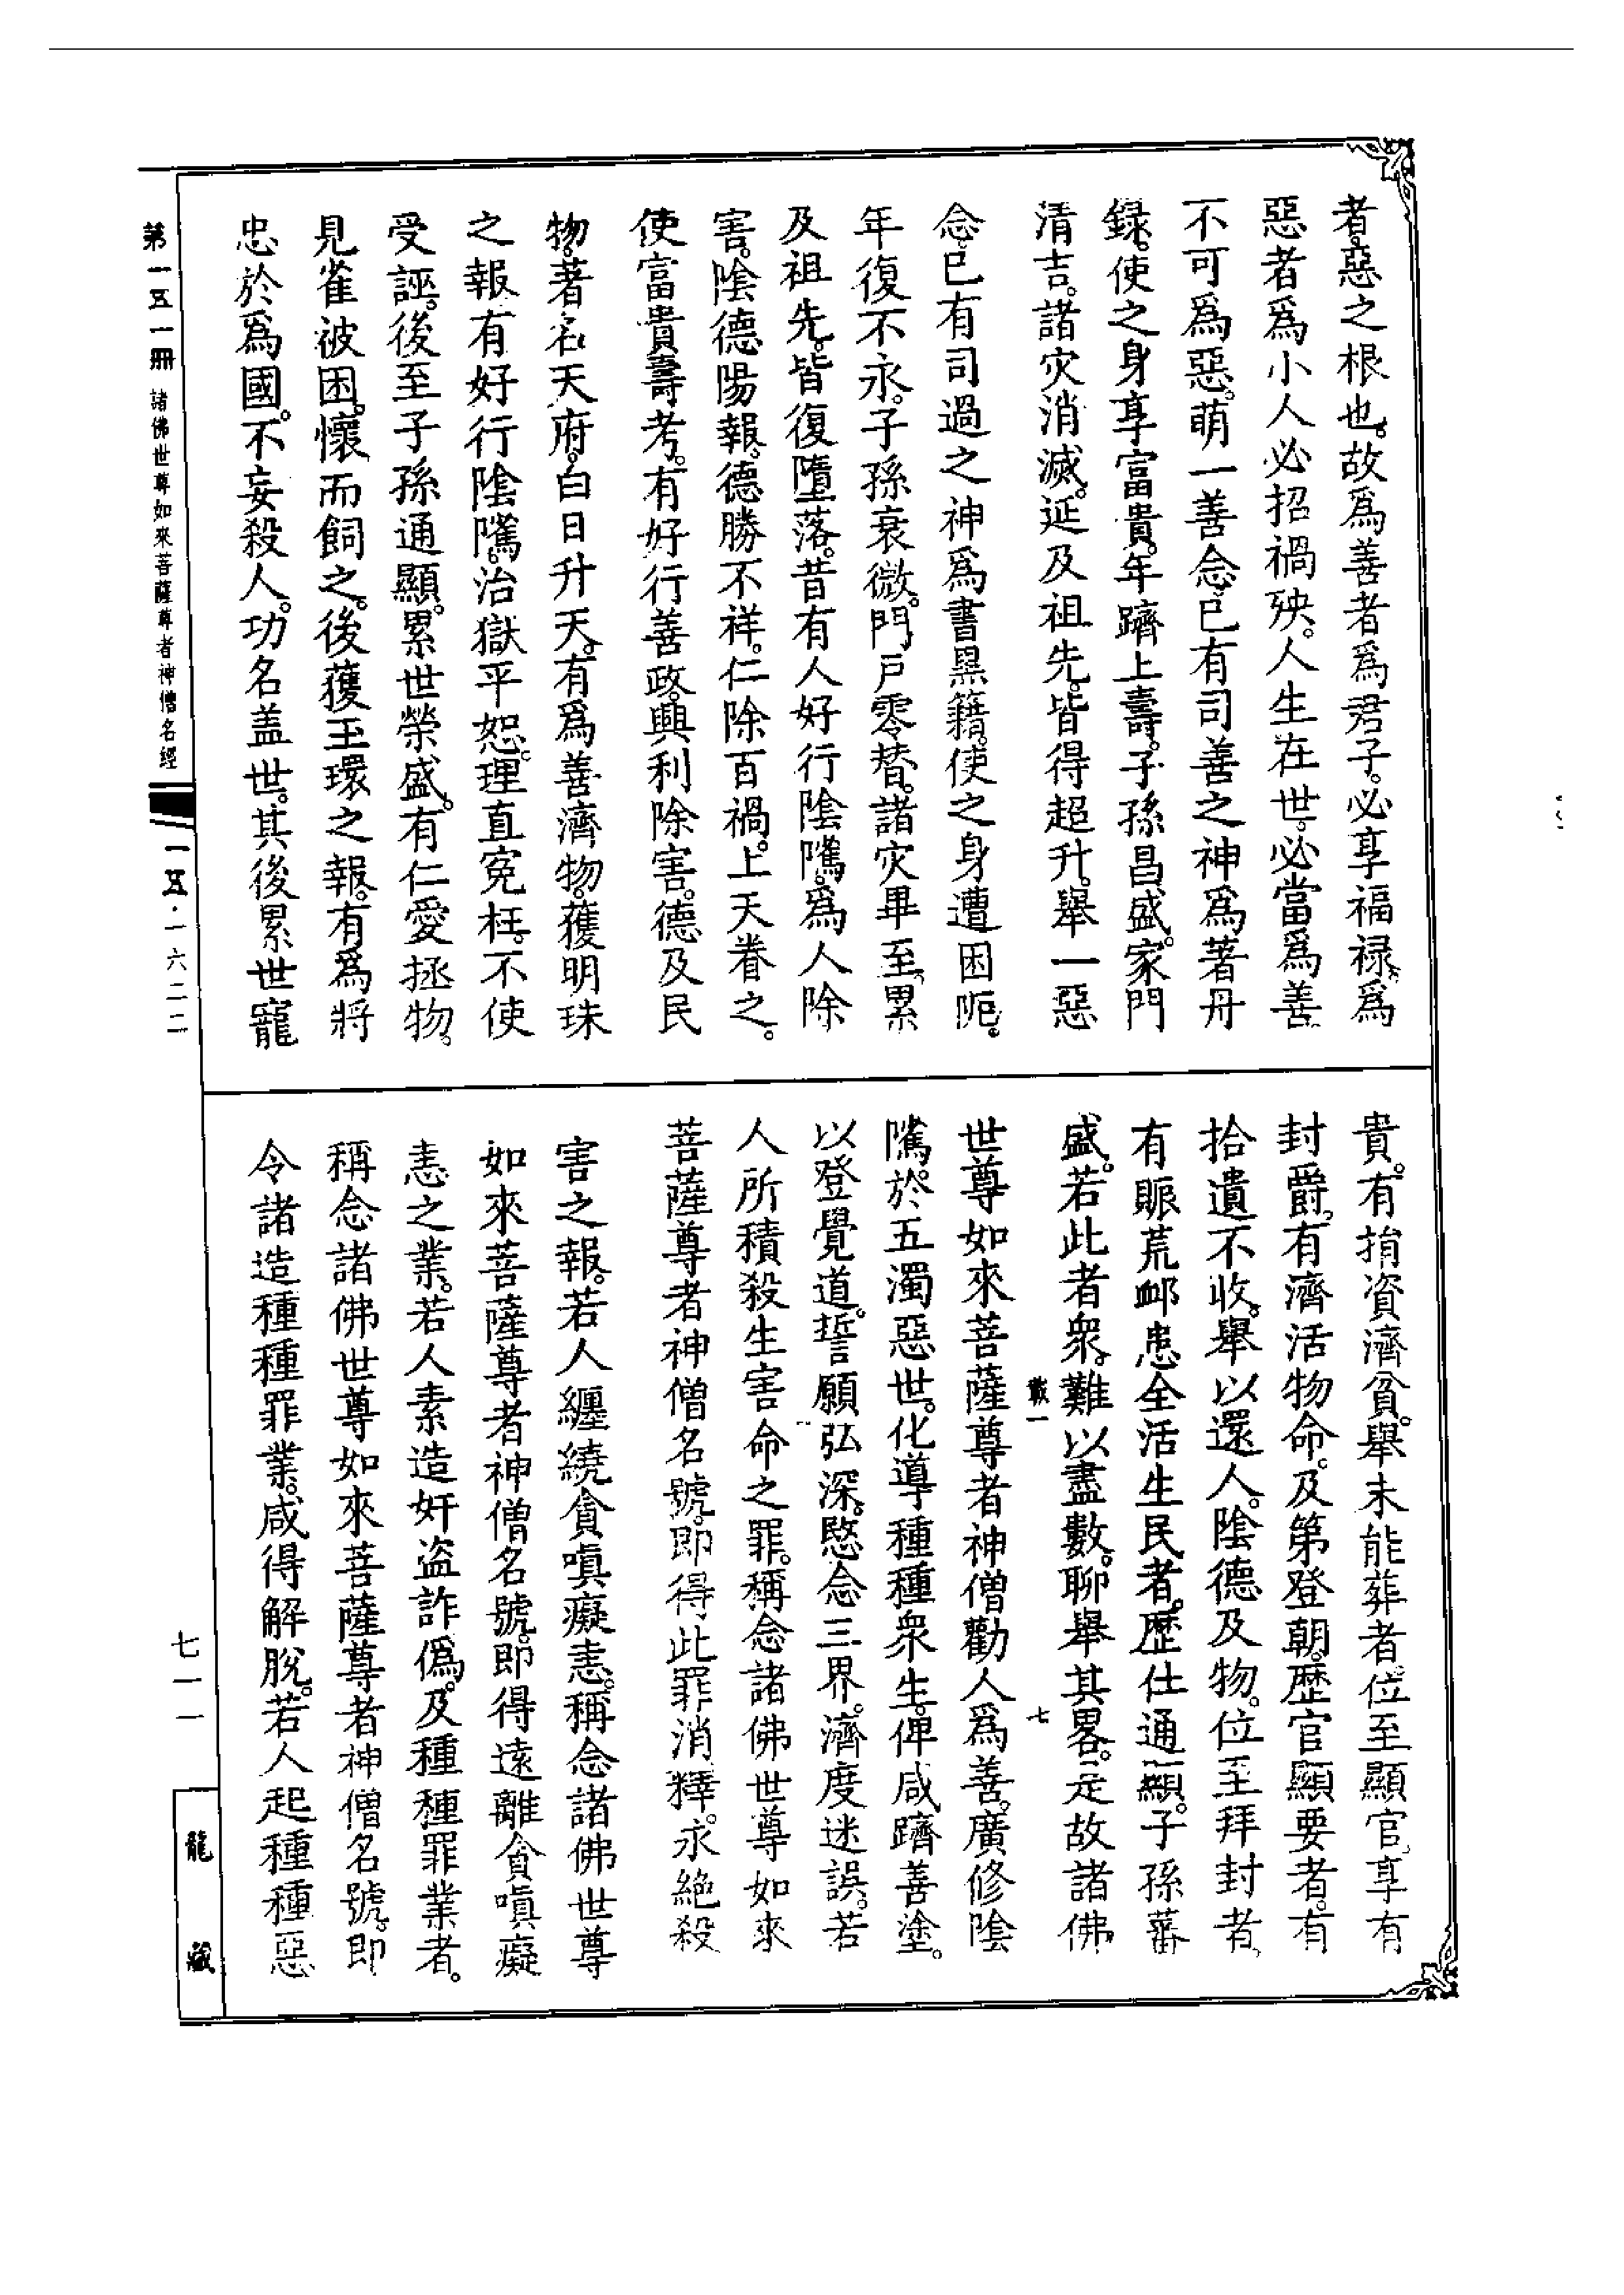 者。惡之根也。故爲善者爲君子。必享福禄。爲
惡者爲小人必招禍殃。人生在世。必當爲善。
不可爲惡。萌一善念。已有司善之神爲著丹
録。使之身享富貴。年躋上壽。子孫昌盛。家門
清吉。諸灾消滅。延及祖先。皆得超升。舉一惡
念。已有司過之神爲書黑籍。使之身遭困阨。
年復不永。子孫衰微。門戸零替。諸灾畢至。累
及祖先。皆復墮落。昔有人好行陰隲。爲人除
害。陰德陽報。德勝不祥。仁除百禍。上天眷之。
使富貴壽考。有好行善政。興利除害。德及民
物。著名天府。白日升天。有爲善濟物。獲明珠
之報有好行陰隲。治獄平恕。理直寃枉。不使
受誣。後至子孫通顯。累世榮盛。有仁愛拯物。
見雀被困。懷而飼之。後獲玉環之報。有爲將
忠於爲國。不妄殺人。功名盖世。其後累世寵
貴。有捐資濟貧。舉未能葬者。位至顯官。享有
封爵。有濟活物命。及第登朝。歷官顯要者。有
拾遺不收。舉以還人。陰德及物。位至拜封者。
有賑荒邮患全活生民者。歷仕通顯。子孫蕃
盛。若此者衆。難以盡數。聊舉其畧。是故諸佛
世尊如來菩薩尊者神僧勸人爲善。廣修陰
隲。於五濁惡世。化導種種衆生。俾咸躋善塗。
以登覺道。誓願弘深。愍念三界。濟度迷誤。若
人所積殺生害命之罪。稱念諸佛世尊如來
菩薩尊者神僧名號。即得此罪消釋。永絶殺
害之報。若人纏繞貪嗔癡恚。稱念諸佛世尊
如來菩薩尊者神僧名號。即得遠離貪嗔癡
恚之業。若人素造奸盗詐僞。及種種罪業者。
稱念諸佛世尊如來菩薩尊者神僧名號。即
令諸造種種罪業。咸得解脫。若人起種種惡
第一五一冊 諸佛世尊如來菩薩尊者神僧名經 一五·一六二二
七一一
龍藏